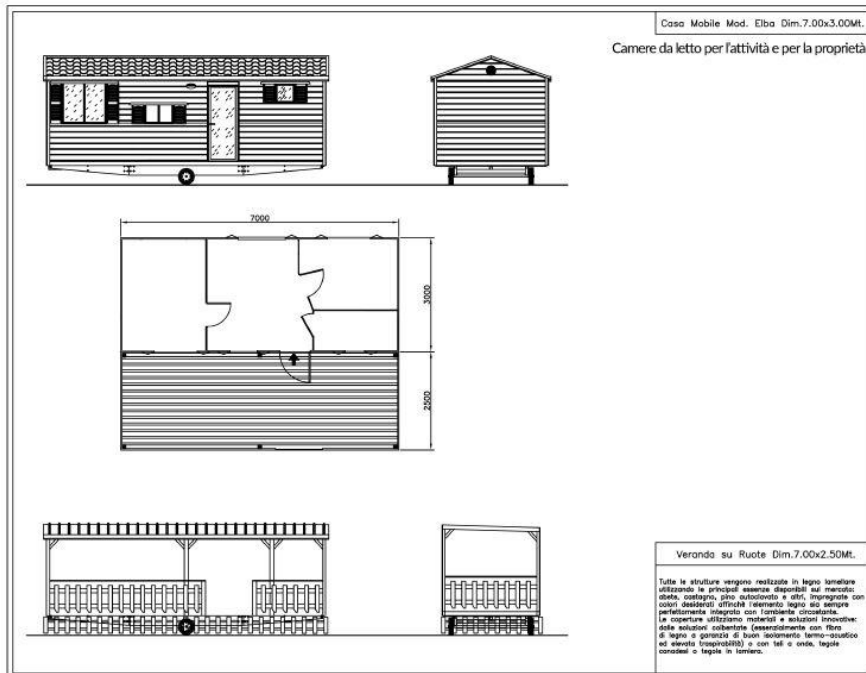 Casa Mobile Mod. Elba Dim.7.00x3.00Mt.
Camere da letto per l'attività e per la proprietà
7000
3000
2500
Veranda su Ruote Dim.7.00x2.50Mt.
Tutte le strutture vengono realizzate in legno lamellare
utilizzando le principali essenze disponibili sul mercato:
abete, castagno, pino autoclavato e altri, impregnate con
colori desiderati affinchè l'elemento legno sia sempre
perfettamente integrato con l'ambiente circostante.
Le coperture utilizziamo materiali e soluzioni innovative:
dalle soluzioni coibentate (essenzialmente con fibra
di legno a garanzia di buon isolamento termo-acustico
ed elevata traspirabilità) o con teli a onde, tegole
canadesi o tegole in lamiera.